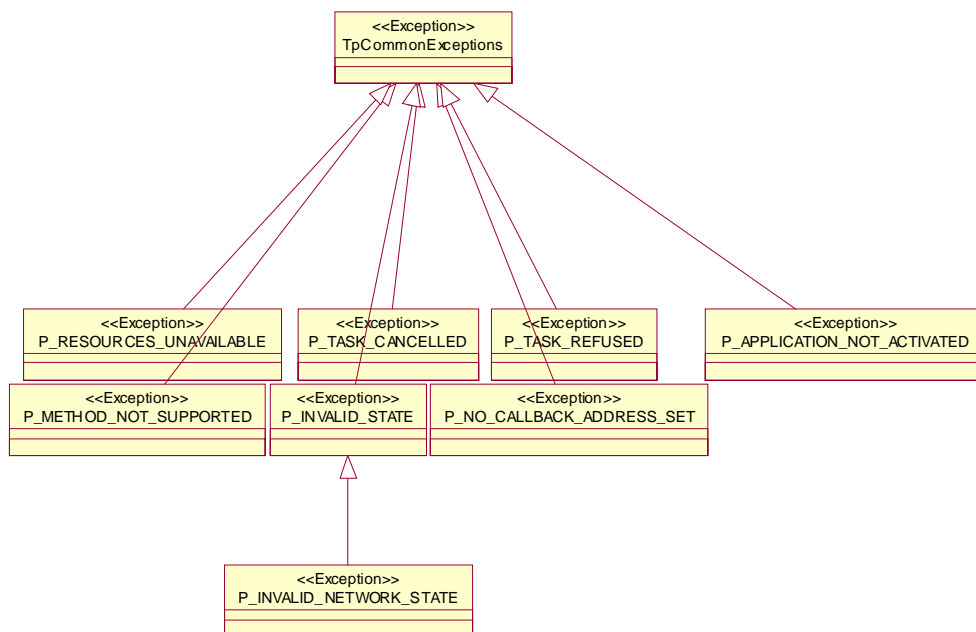 <<Exception>>
TpCommonExceptions
<<Exception>>
P_RESOURCES_UNAVAILABLE
<<Exception>>
P_TASK_CANCELLED
<<Exception>>
P_TASK_REFUSED
<<Exception>>
P_APPLICATION_NOT_ACTIVATED
<<Exception>>
P_METHOD_NOT_SUPPORTED
<<Exception>>
P_INVALID_STATE
<<Exception>>
P_NO_CALLBACK_ADDRESS_SET
<<Exception>>
P_INVALID_NETWORK_STATE